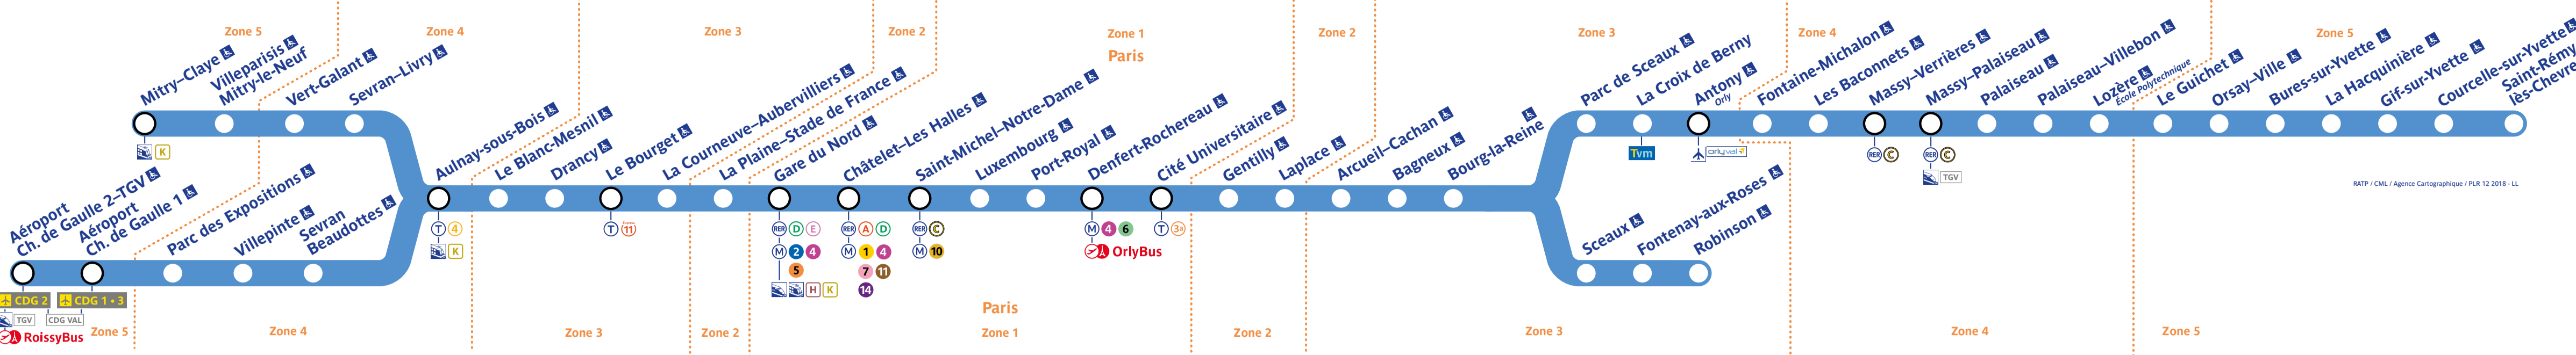 Zone 5
Zone 4
Zone 3
Zone 2
Zone 1
Paris
Zone 2
Zone 3
Zone 4
Zone 5
Mitry–Claye
Villeparisis
Mitry-le-Neuf
Vert-Galant
Sevran–Livry
K
Aéroport
Ch. de Gaulle 2–TGV
Aéroport
Ch. de Gaulle 1
Parc des Expositions
Villepinte
Sevran
Beaudottes
CDG 2
CDG 1 • 3
TGV
CDG VAL
RoissyBus
Aulnay-sous-Bois
T 4
K
Le Blanc-Mesnil
Drancy
Le Bourget
T 11
La Courneuve–Aubervilliers
La Plaine–Stade de France
Gare du Nord
RER D E
M 2 4
5
H K
Châtelet–Les Halles
RER A D
M 1 4
7 11
14
Saint-Michel–Notre-Dame
RER C
M 10
Luxembourg
Port-Royal
Denfert-Rochereau
M 4 6
OrlyBus
Cité Universitaire
T 3a
Gentilly
Laplace
Arcueil–Cachan
Bagneux
Bourg-la-Reine
Parc de Sceaux
La Croix de Berny
Tvm
Antony
Orly
orlyval
Fontaine-Michalon
Les Baconnets
Massy–Verrières
RER C
Massy–Palaiseau
RER C
TGV
Palaiseau
Palaiseau–Villebon
Lozère
École Polytechnique
Le Guichet
Orsay–Ville
Bures-sur-Yvette
La Hacquinière
Gif-sur-Yvette
Courcelle-sur-Yvette
Saint-Rémy
lès-Chevre
Sceaux
Fontenay-aux-Roses
Robinson
RATP / CML / Agence Cartographique / PLR 12 2018 - LL
Zone 5
Zone 4
Zone 3
Zone 2
Paris
Zone 1
Zone 2
Zone 3
Zone 4
Zone 5